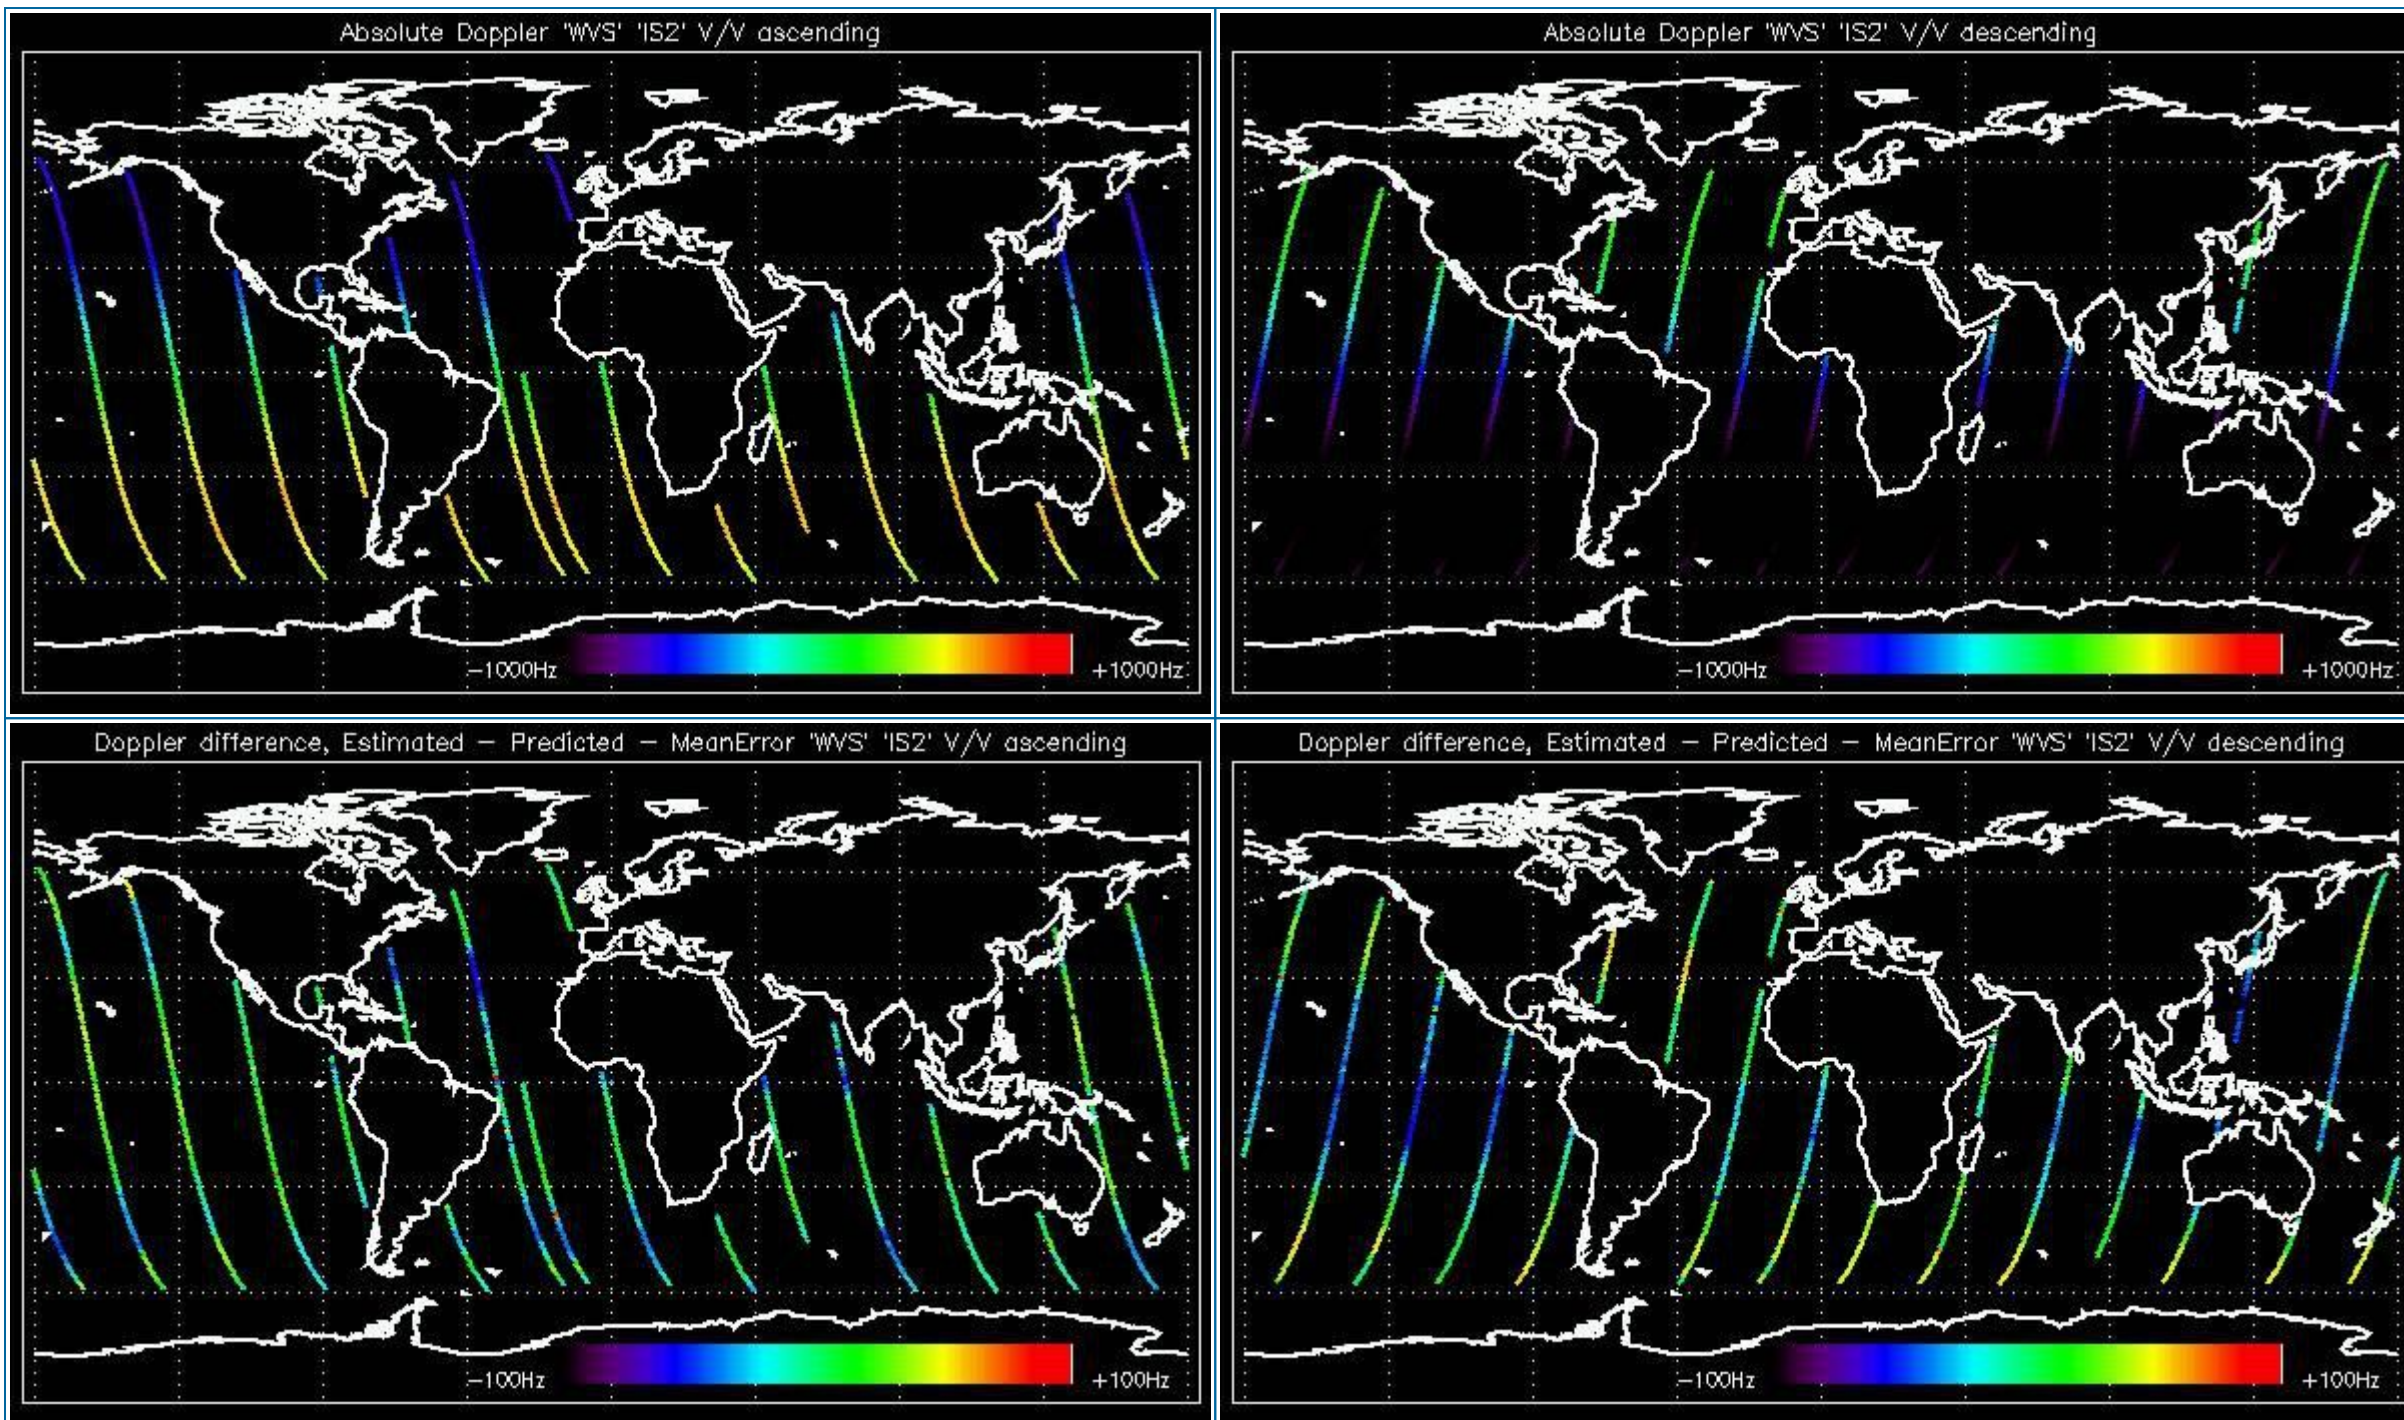 Absolute Doppler 'WVS' 'IS2' V/V ascending
-1000Hz +1000Hz
Absolute Doppler 'WVS' 'IS2' V/V descending
-1000Hz +1000Hz
Doppler difference, Estimated - Predicted - MeanError 'WVS' 'IS2' V/V ascending
-100Hz +100Hz
Doppler difference, Estimated - Predicted - MeanError 'WVS' 'IS2' V/V descending
-100Hz +100Hz